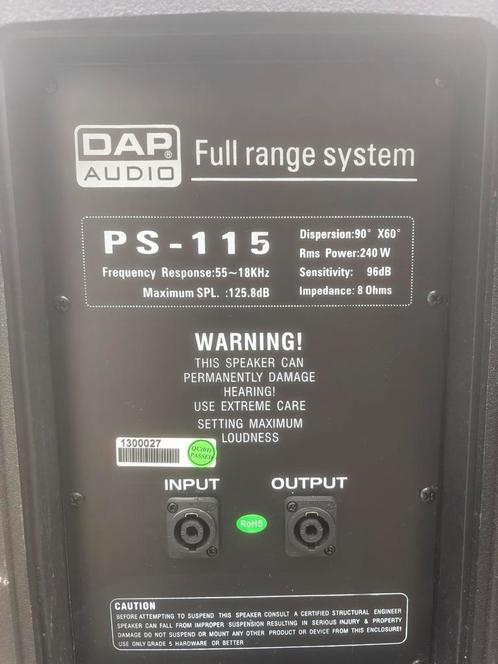 DAP®
AUDIO
Full range system
PS-115
Frequency Response:55~18KHz
Maximum SPL. :125.8dB
Dispersion:90° X60°
Rms Power:240 W
Sensitivity: 96dB
Impedance: 8 Ohms
WARNING!
THIS SPEAKER CAN
PERMANENTLY DAMAGE
HEARING!
USE EXTREME CARE
SETTING MAXIMUM
LOUDNESS
1300027
PASSED
INPUT
OUTPUT
RoHS
CAUTION
BEFORE ATTEMPTING TO SUSPEND THIS SPEAKER CONSULT A CERTIFIED STRUCTURAL ENGINEER
SPEAKER CAN FALL FROM IMPROPER SUSPENSION RESULTING IN SERIOUS INJURY & PROPERTY
DAMAGE DO NOT SUSPEND OR MOUNT ANY OTHER PRODUCT OR DEVICE FROM THIS ENCLOSURE!
USE ONLY GRADE 5 HARDWARE OR BETTER